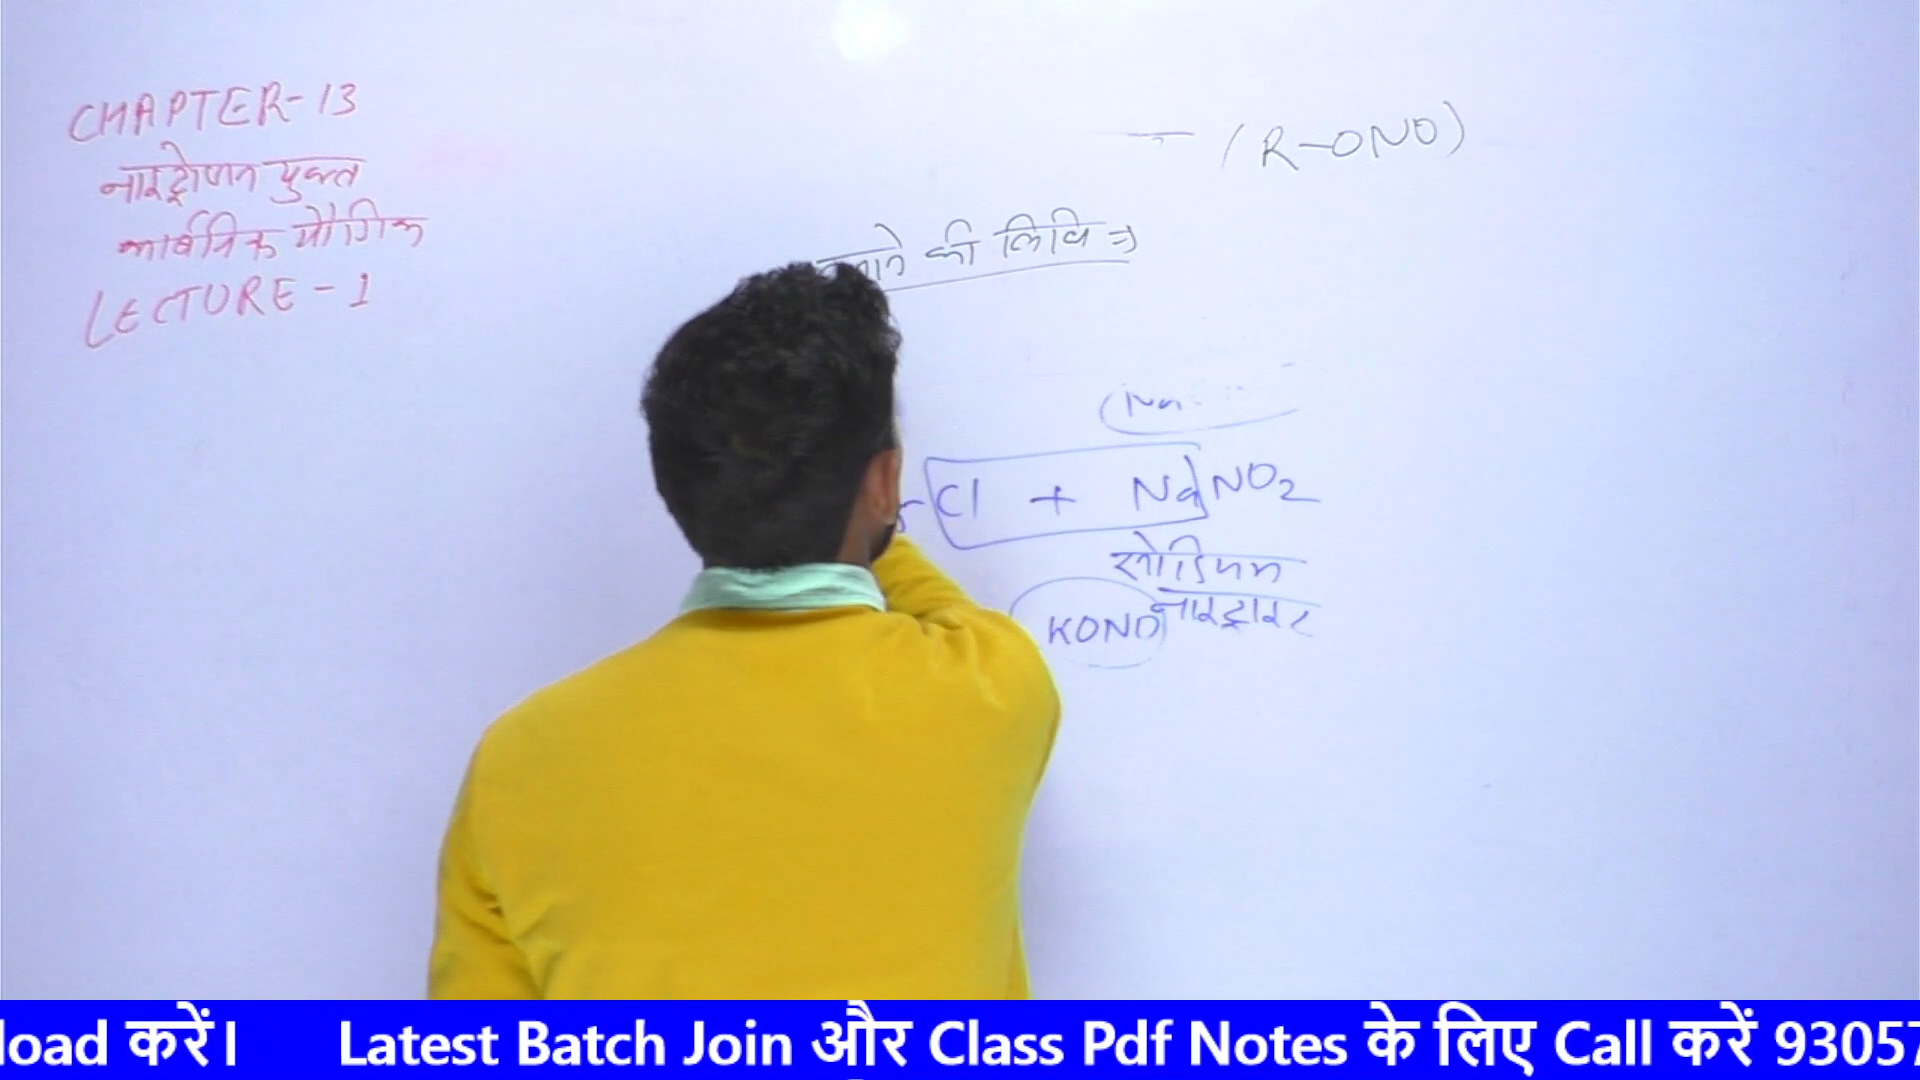 CHAPTER-13
नाइट्रोजन युक्त
कार्बनिक यौगिक
LECTURE-1
(R-ONO)
बनाने की विधि ⇒
(Na
Cl + NaNO2
सोडियम
नाइट्राइट
KONO
load करें।  Latest Batch Join और Class Pdf Notes के लिए Call करें 93057